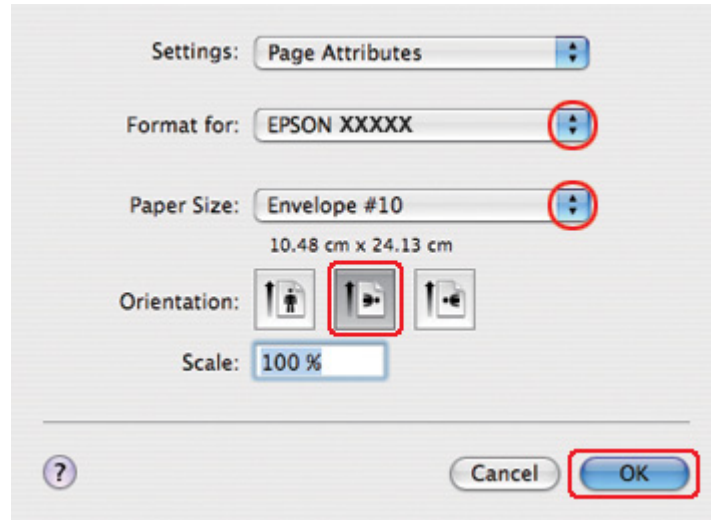 Settings: Page Attributes
Format for: EPSON XXXXX
Paper Size: Envelope #10
10.48 cm x 24.13 cm
Orientation:
Scale: 100 %
? Cancel OK